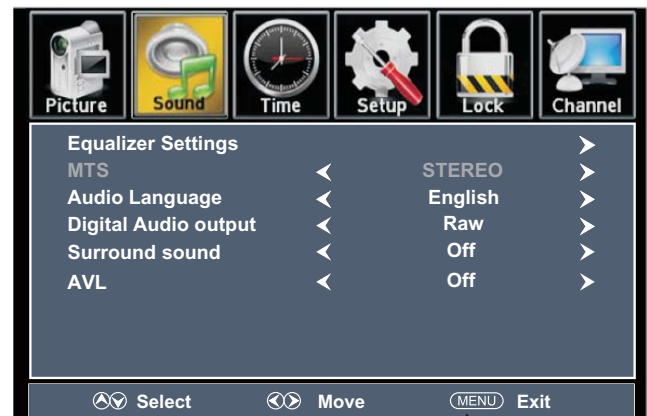 Picture Sound Time Setup Lock Channel
Equalizer Settings
MTS STEREO
Audio Language English
Digital Audio output Raw
Surround sound Off
AVL Off
Select Move MENU Exit